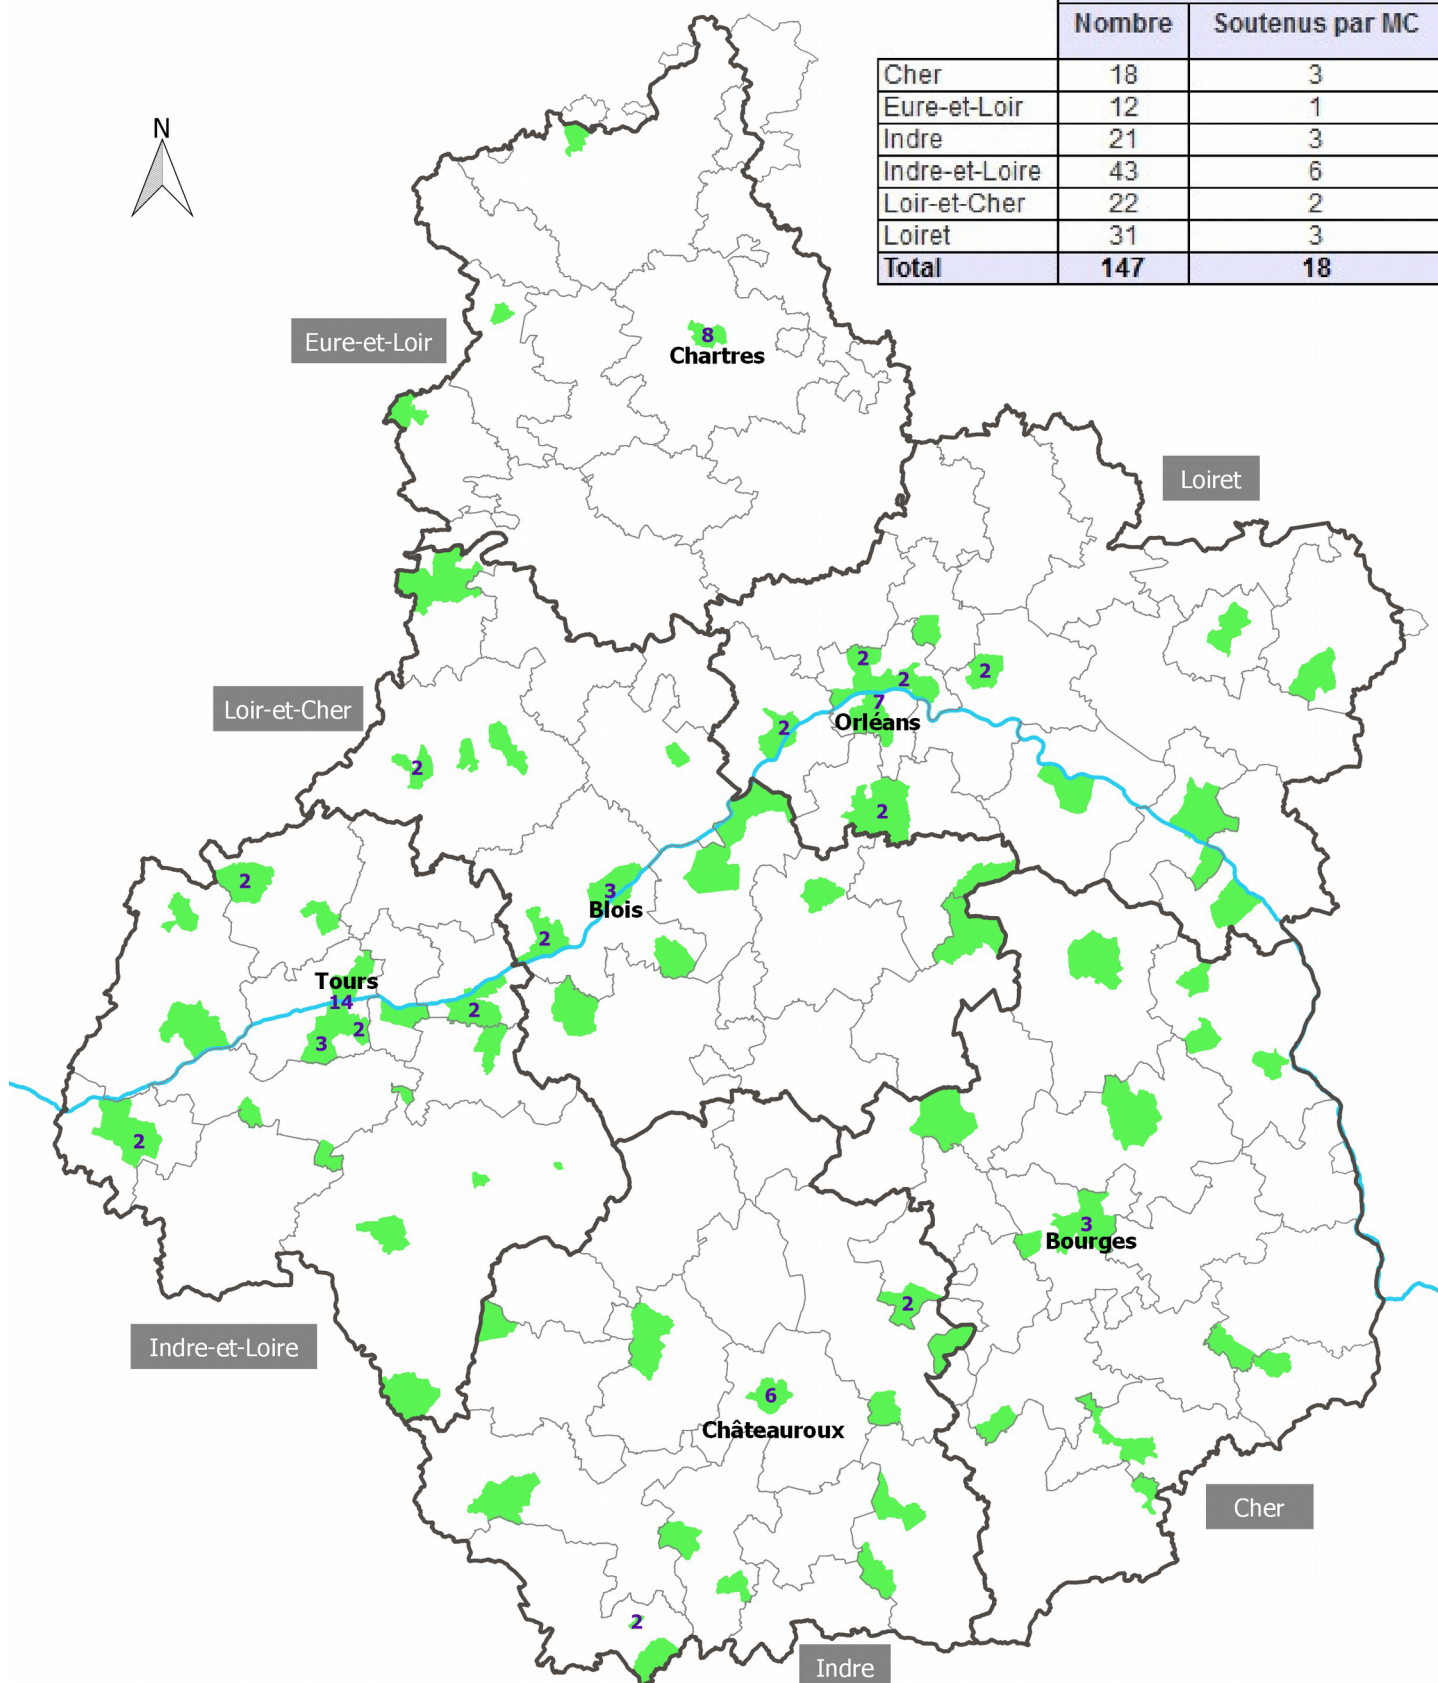 Nombre Soutenus par MC
Cher 18 3
Eure-et-Loir 12 1
Indre 21 3
Indre-et-Loire 43 6
Loir-et-Cher 22 2
Loiret 31 3
Total 147 18
N
Eure-et-Loir
8
Chartres
Loiret
2
2
2
Loir-et-Cher
7
Orléans
2
2
2
2
3
Blois
2
Tours
14
2
2
3
2
3
Bourges
2
Indre-et-Loire
6
Châteauroux
Cher
2
Indre